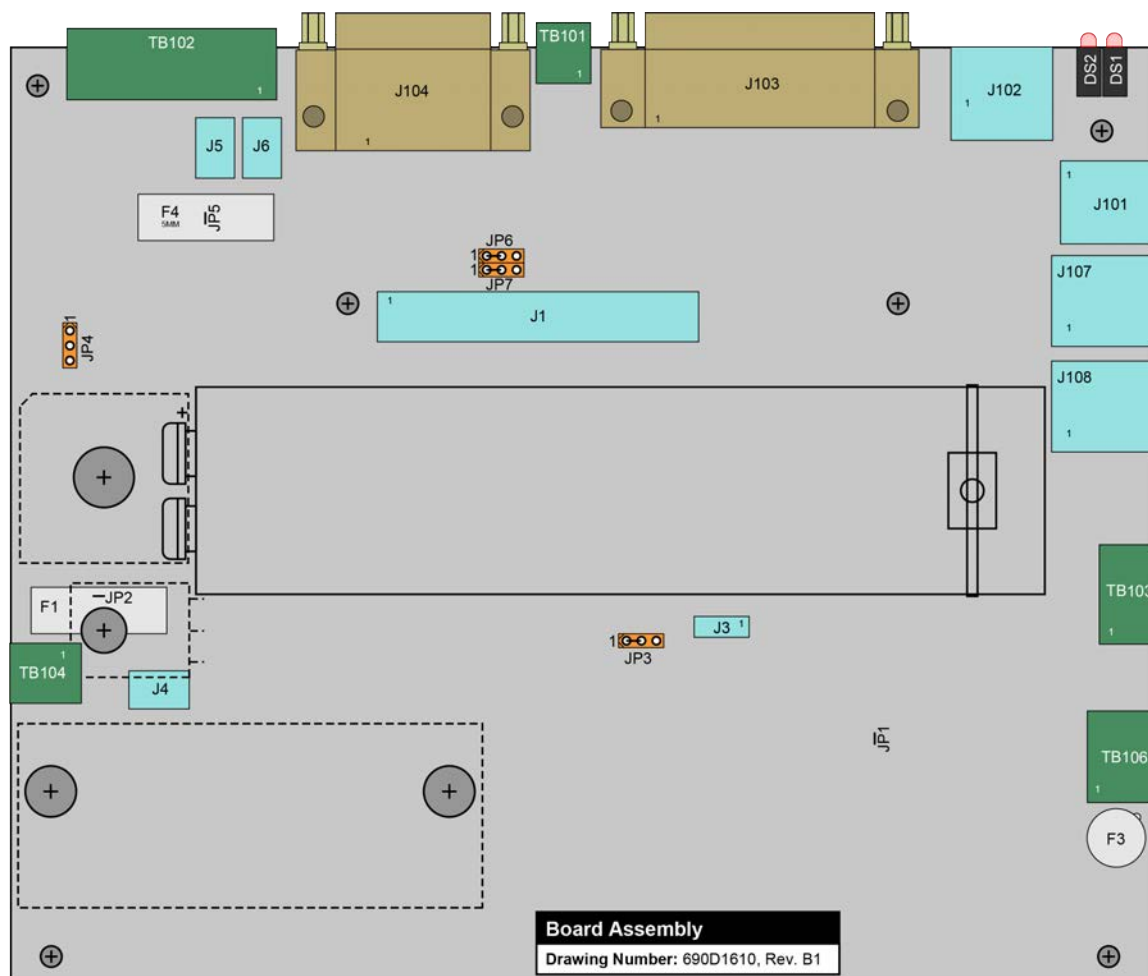 TB102
1
J104
1
TB101
1
J103
1
J102
1
DS2
DS1
J5
J6
J101
1
F4
5MM
JP5
JP6
1
1
JP7
J107
1
1
J1
1
JP4
J108
1
+
F1
JP2
TB103
1
1
JP3
J3
1
TB104
1
J4
JP1
TB106
1
F3
Board Assembly
Drawing Number: 690D1610, Rev. B1